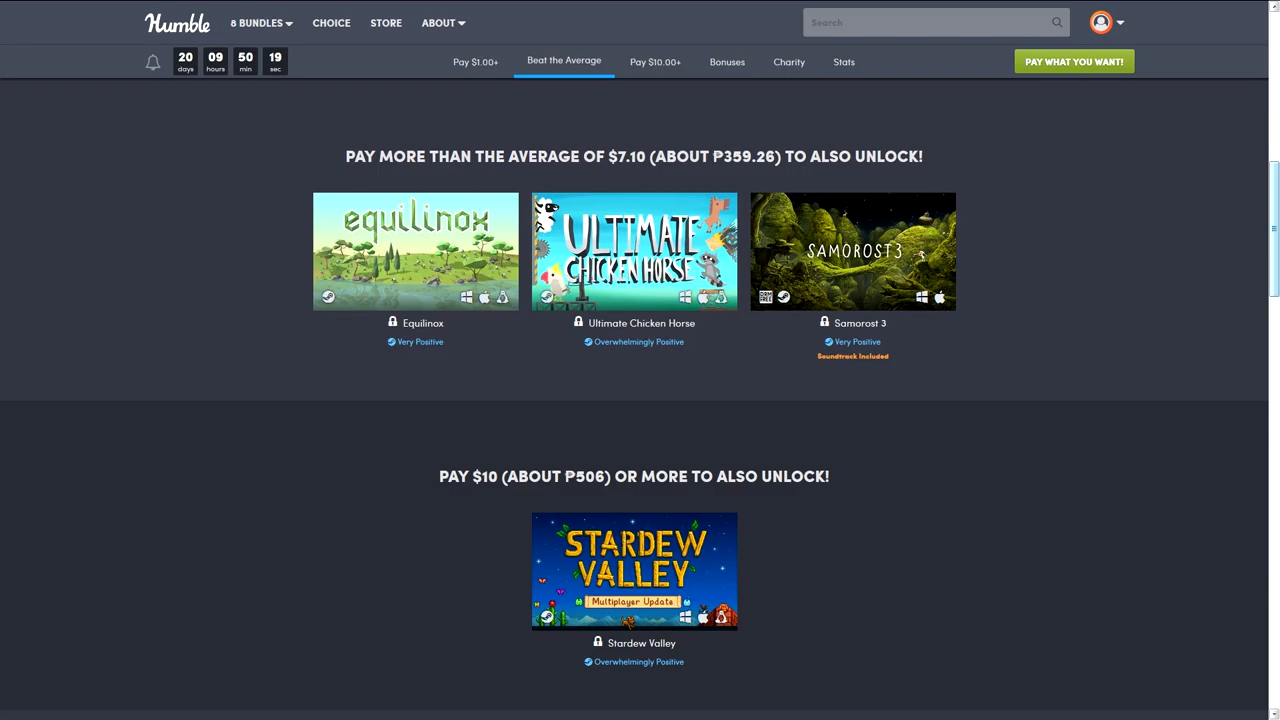 Humble
8 BUNDLES
CHOICE
STORE
ABOUT
Search
20 days
09 hours
50 min
19 sec
Pay $1.00+
Beat the Average
Pay $10.00+
Bonuses
Charity
Stats
PAY WHAT YOU WANT!
PAY MORE THAN THE AVERAGE OF $7.10 (ABOUT ₱359.26) TO ALSO UNLOCK!
equilinox
ULTIMATE
CHICKEN HORSE
SAMOROST 3
DRM FREE
Equilinox
Ultimate Chicken Horse
Samorost 3
Very Positive
Overwhelmingly Positive
Very Positive
Soundtrack Included
PAY $10 (ABOUT ₱506) OR MORE TO ALSO UNLOCK!
STARDEW
VALLEY
Multiplayer Update
Stardew Valley
Overwhelmingly Positive